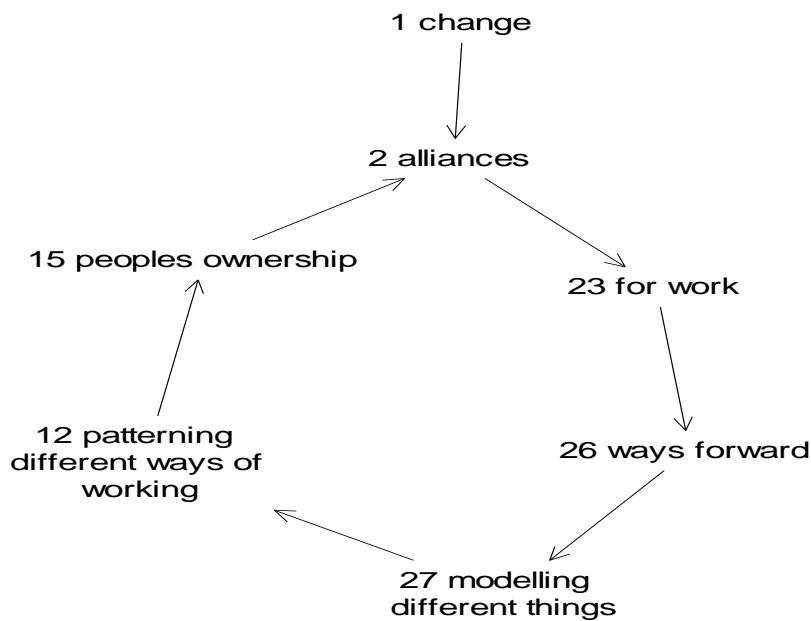 1 change
2 alliances
15 peoples ownership
23 for work
12 patterning
different ways of
working
26 ways forward
27 modelling
different things